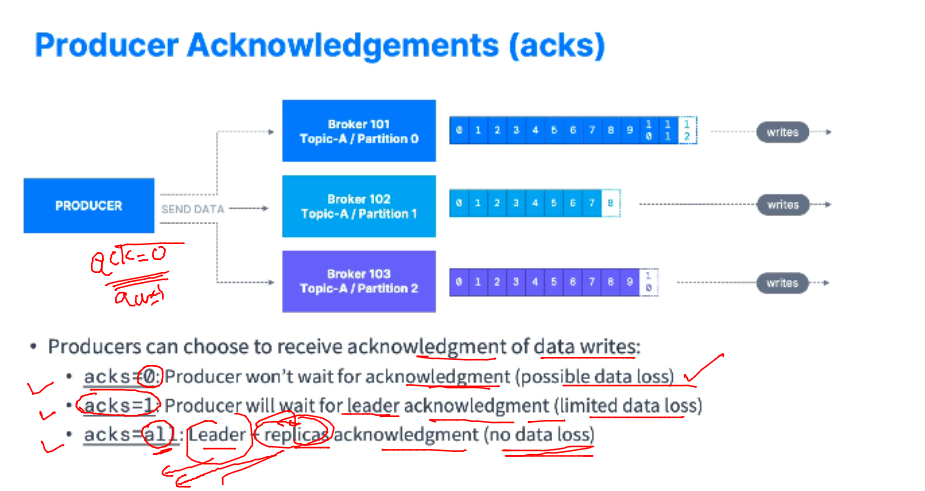 Producer Acknowledgements (acks)
Broker 101
Topic-A / Partition 0
0 1 2 3 4 5 6 7 8 9 10 11 12
writes
PRODUCER
SEND DATA
Broker 102
Topic-A / Partition 1
0 1 2 3 4 5 6 7 8
writes
ack=0
Broker 103
Topic-A / Partition 2
0 1 2 3 4 5 6 7 8 9 10
writes
• Producers can choose to receive acknowledgment of data writes:
• acks=0: Producer won't wait for acknowledgment (possible data loss)
• acks=1: Producer will wait for leader acknowledgment (limited data loss)
• acks=all: Leader + replicas acknowledgment (no data loss)